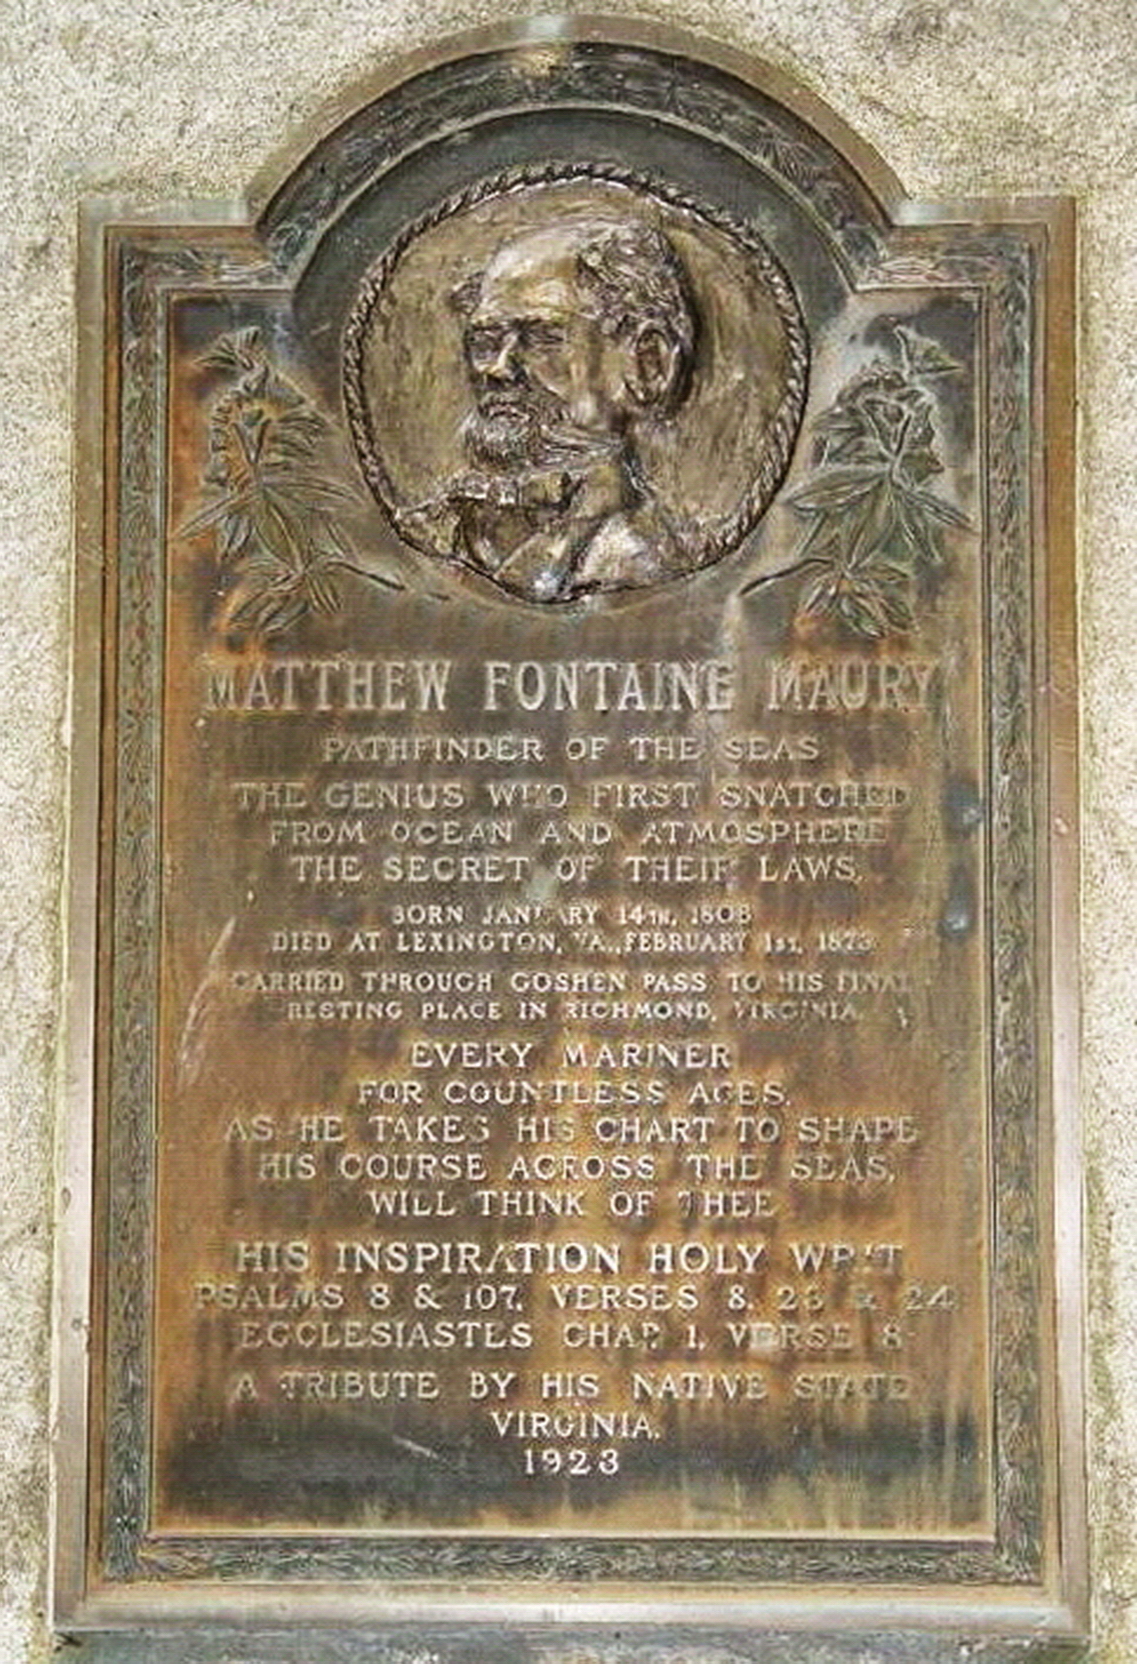 MATTHEW FONTAINE MAURY
PATHFINDER OF THE SEAS
THE GENIUS WHO FIRST SNATCHED
FROM OCEAN AND ATMOSPHERE
THE SECRET OF THEIR LAWS.
BORN JANUARY 14TH, 1806
DIED AT LEXINGTON, VA., FEBRUARY 1ST, 1873
CARRIED THROUGH GOSHEN PASS TO HIS FINAL
RESTING PLACE IN RICHMOND, VIRGINIA
EVERY MARINER
FOR COUNTLESS AGES,
AS HE TAKES HIS CHART TO SHAPE
HIS COURSE ACROSS THE SEAS,
WILL THINK OF THEE
HIS INSPIRATION HOLY WRIT
PSALMS 8 & 107, VERSES 8, 23 & 24
ECCLESIASTES CHAP. 1, VERSE 8
A TRIBUTE BY HIS NATIVE STATE
VIRGINIA.
1923